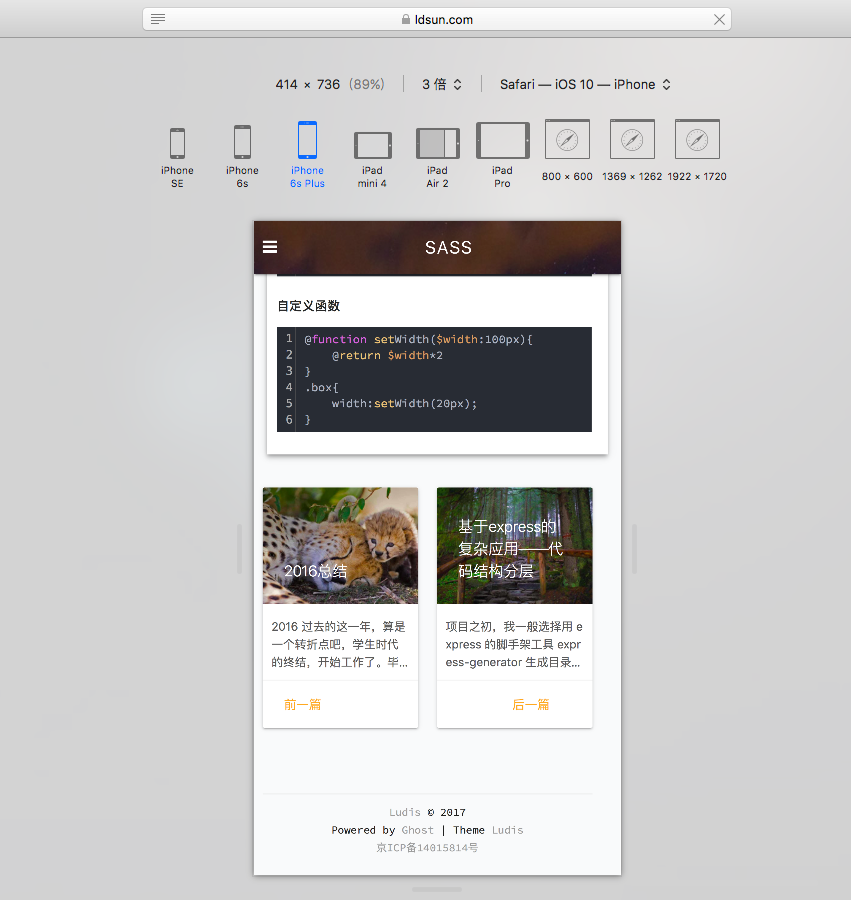 ldsun.com
414 × 736 (89%) 3 倍 Safari — iOS 10 — iPhone
iPhone
SE
iPhone
6s
iPhone
6s Plus
iPad
mini 4
iPad
Air 2
iPad
Pro
800 × 600
1369 × 1262
1922 × 1720
SASS
自定义函数
1 @function setWidth($width:100px){
2 @return $width*2
3 }
4 .box{
5 width:setWidth(20px);
6 }
2016总结
2016 过去的这一年，算是
一个转折点吧，学生时代
的终结，开始工作了。毕...
前一篇
基于express的
复杂应用——代
码结构分层
项目之初，我一般选择用 e
xpress 的脚手架工具 expr
ess-generator 生成目录...
后一篇
Ludis © 2017
Powered by Ghost | Theme Ludis
京ICP备14015814号